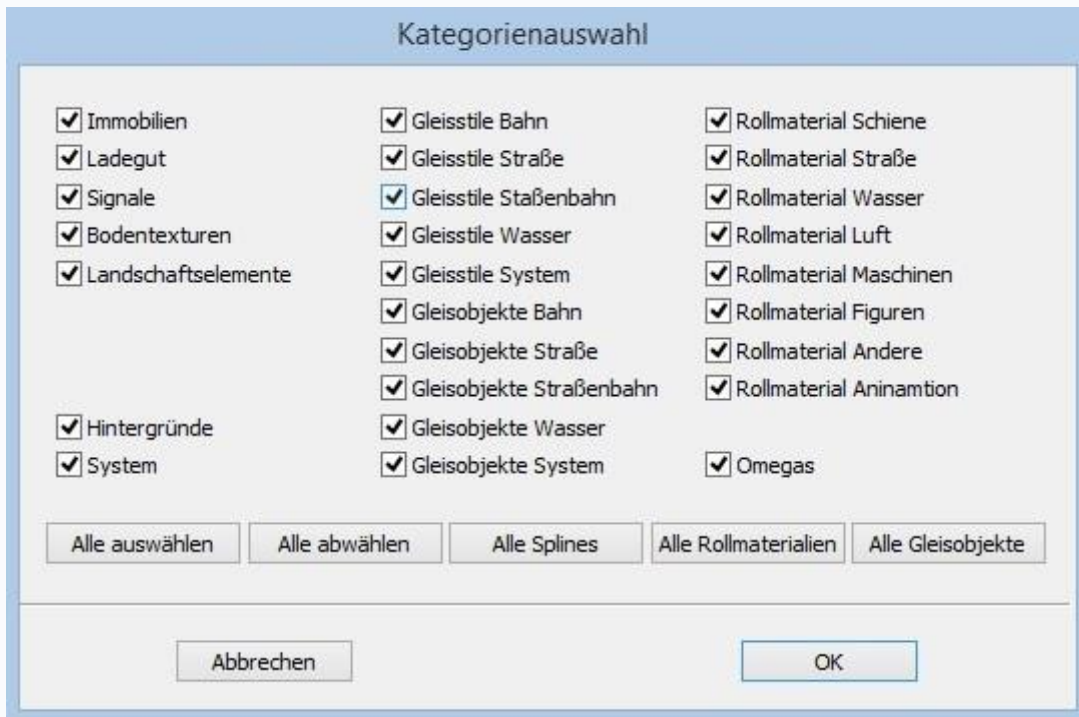 Kategorienauswahl
Immobilien Gleisstile Bahn Rollmaterial Schiene
Ladegut Gleisstile Straße Rollmaterial Straße
Signale Gleisstile Staßenbahn Rollmaterial Wasser
Bodentexturen Gleisstile Wasser Rollmaterial Luft
Landschaftselemente Gleisstile System Rollmaterial Maschinen
Gleisobjekte Bahn Rollmaterial Figuren
Gleisobjekte Straße Rollmaterial Andere
Gleisobjekte Straßenbahn Rollmaterial Aninamtion
Hintergründe Gleisobjekte Wasser
System Gleisobjekte System Omegas
Alle auswählen Alle abwählen Alle Splines Alle Rollmaterialien Alle Gleisobjekte
Abbrechen OK